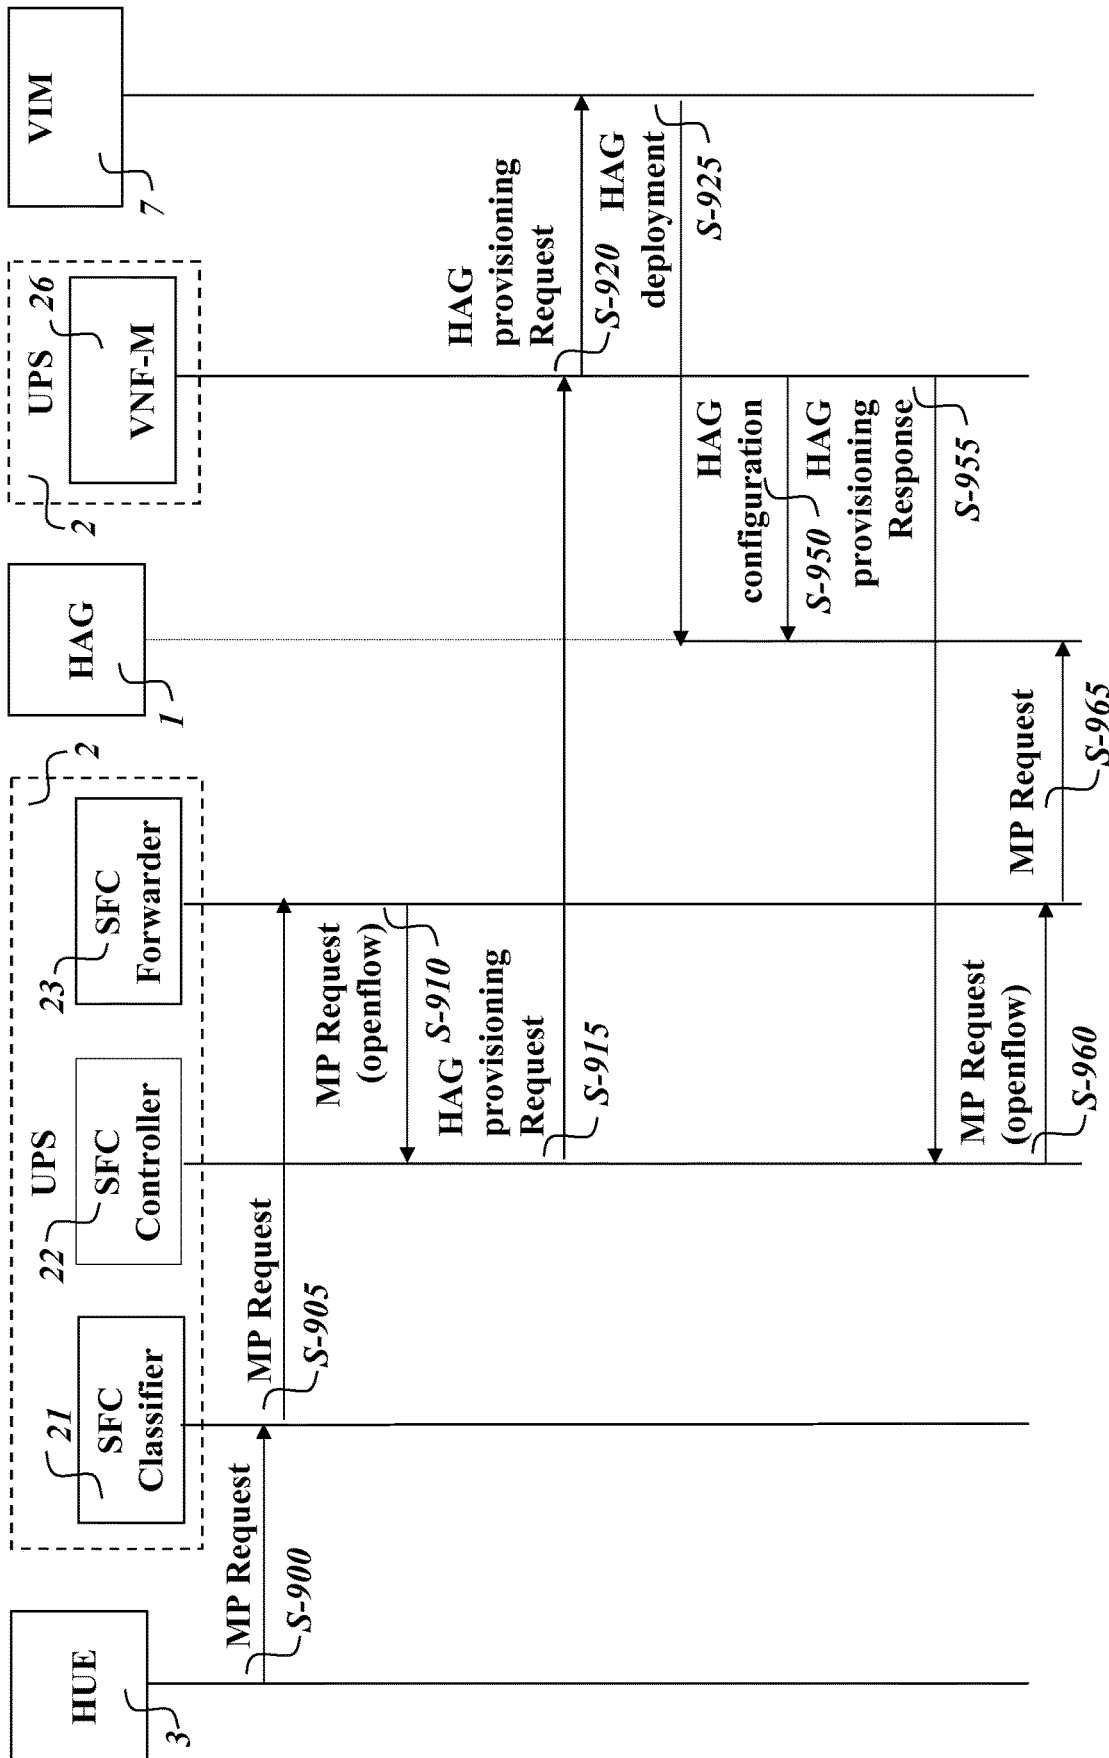 HUE
3
UPS
2
SFC
Classifier
21
SFC
Controller
22
SFC
Forwarder
23
HAG
1
UPS
2
VNF-M
26
VIM
7
MP Request
S-900
MP Request
S-905
MP Request
(openflow)
S-910
HAG
provisioning
Request
S-915
HAG
provisioning
Request
S-920
HAG
deployment
S-925
HAG
configuration
S-950
HAG
provisioning
Response
S-955
MP Request
(openflow)
S-960
MP Request
S-965